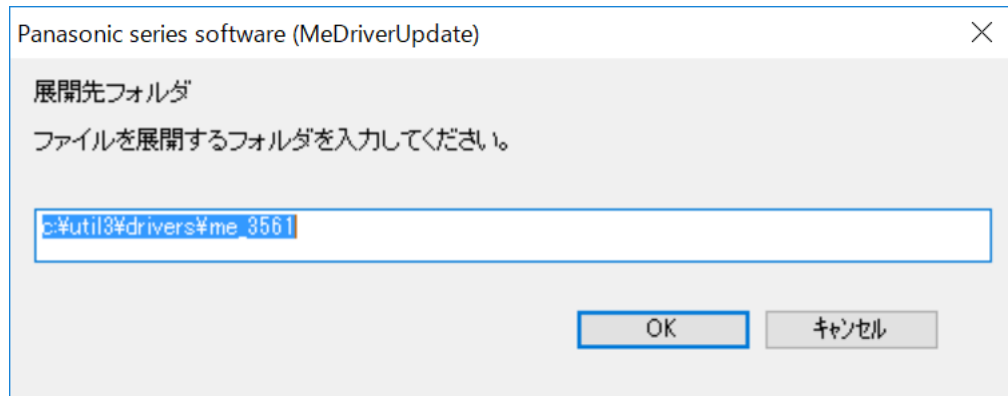 Panasonic series software (MeDriverUpdate)
展開先フォルダ
ファイルを展開するフォルダを入力してください。
c:¥util3¥drivers¥me_3561
OK
キャンセル